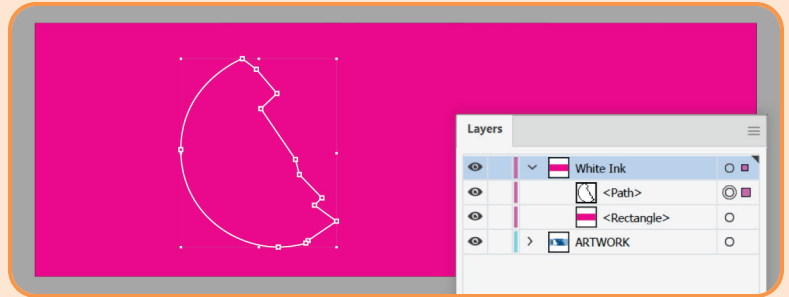 Layers
White Ink
<Path>
<Rectangle>
ARTWORK